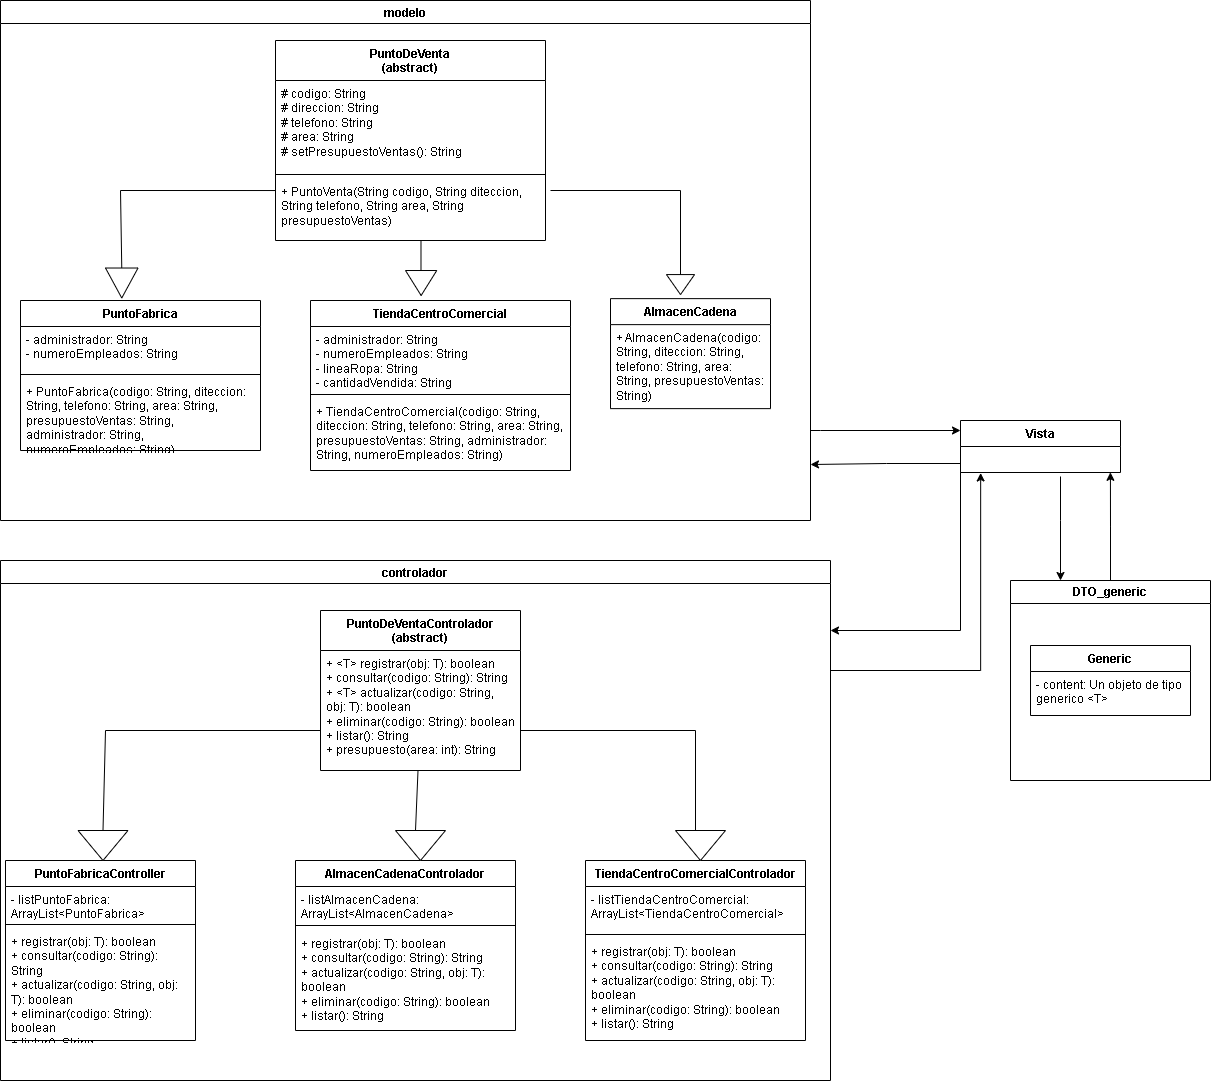 modelo
PuntoDeVenta
(abstract)
# codigo: String
# direccion: String
# telefono: String
# area: String
# setPresupuestoVentas(): String
+ PuntoVenta(String codigo, String diteccion,
String telefono, String area, String
presupuestoVentas)
PuntoFabrica
- administrador: String
- numeroEmpleados: String
+ PuntoFabrica(codigo: String, diteccion:
String, telefono: String, area: String,
presupuestoVentas: String,
administrador: String,
numeroEmpleados: String)
TiendaCentroComercial
- administrador: String
- numeroEmpleados: String
- lineaRopa: String
- cantidadVendida: String
+ TiendaCentroComercial(codigo: String,
diteccion: String, telefono: String, area: String,
presupuestoVentas: String, administrador:
String, numeroEmpleados: String)
AlmacenCadena
+ AlmacenCadena(codigo:
String, diteccion: String,
telefono: String, area:
String, presupuestoVentas:
String)
Vista
DTO_generic
Generic
- content: Un objeto de tipo
generico <T>
controlador
PuntoDeVentaControlador
(abstract)
+ <T> registrar(obj: T): boolean
+ consultar(codigo: String): String
+ <T> actualizar(codigo: String,
obj: T): boolean
+ eliminar(codigo: String): boolean
+ listar(): String
+ presupuesto(area: int): String
PuntoFabricaController
- listPuntoFabrica:
ArrayList<PuntoFabrica>
+ registrar(obj: T): boolean
+ consultar(codigo: String):
String
+ actualizar(codigo: String, obj:
T): boolean
+ eliminar(codigo: String):
boolean
+ listar(): String
AlmacenCadenaControlador
- listAlmacenCadena:
ArrayList<AlmacenCadena>
+ registrar(obj: T): boolean
+ consultar(codigo: String): String
+ actualizar(codigo: String, obj: T):
boolean
+ eliminar(codigo: String): boolean
+ listar(): String
TiendaCentroComercialControlador
- listTiendaCentroComercial:
ArrayList<TiendaCentroComercial>
+ registrar(obj: T): boolean
+ consultar(codigo: String): String
+ actualizar(codigo: String, obj: T):
boolean
+ eliminar(codigo: String): boolean
+ listar(): String